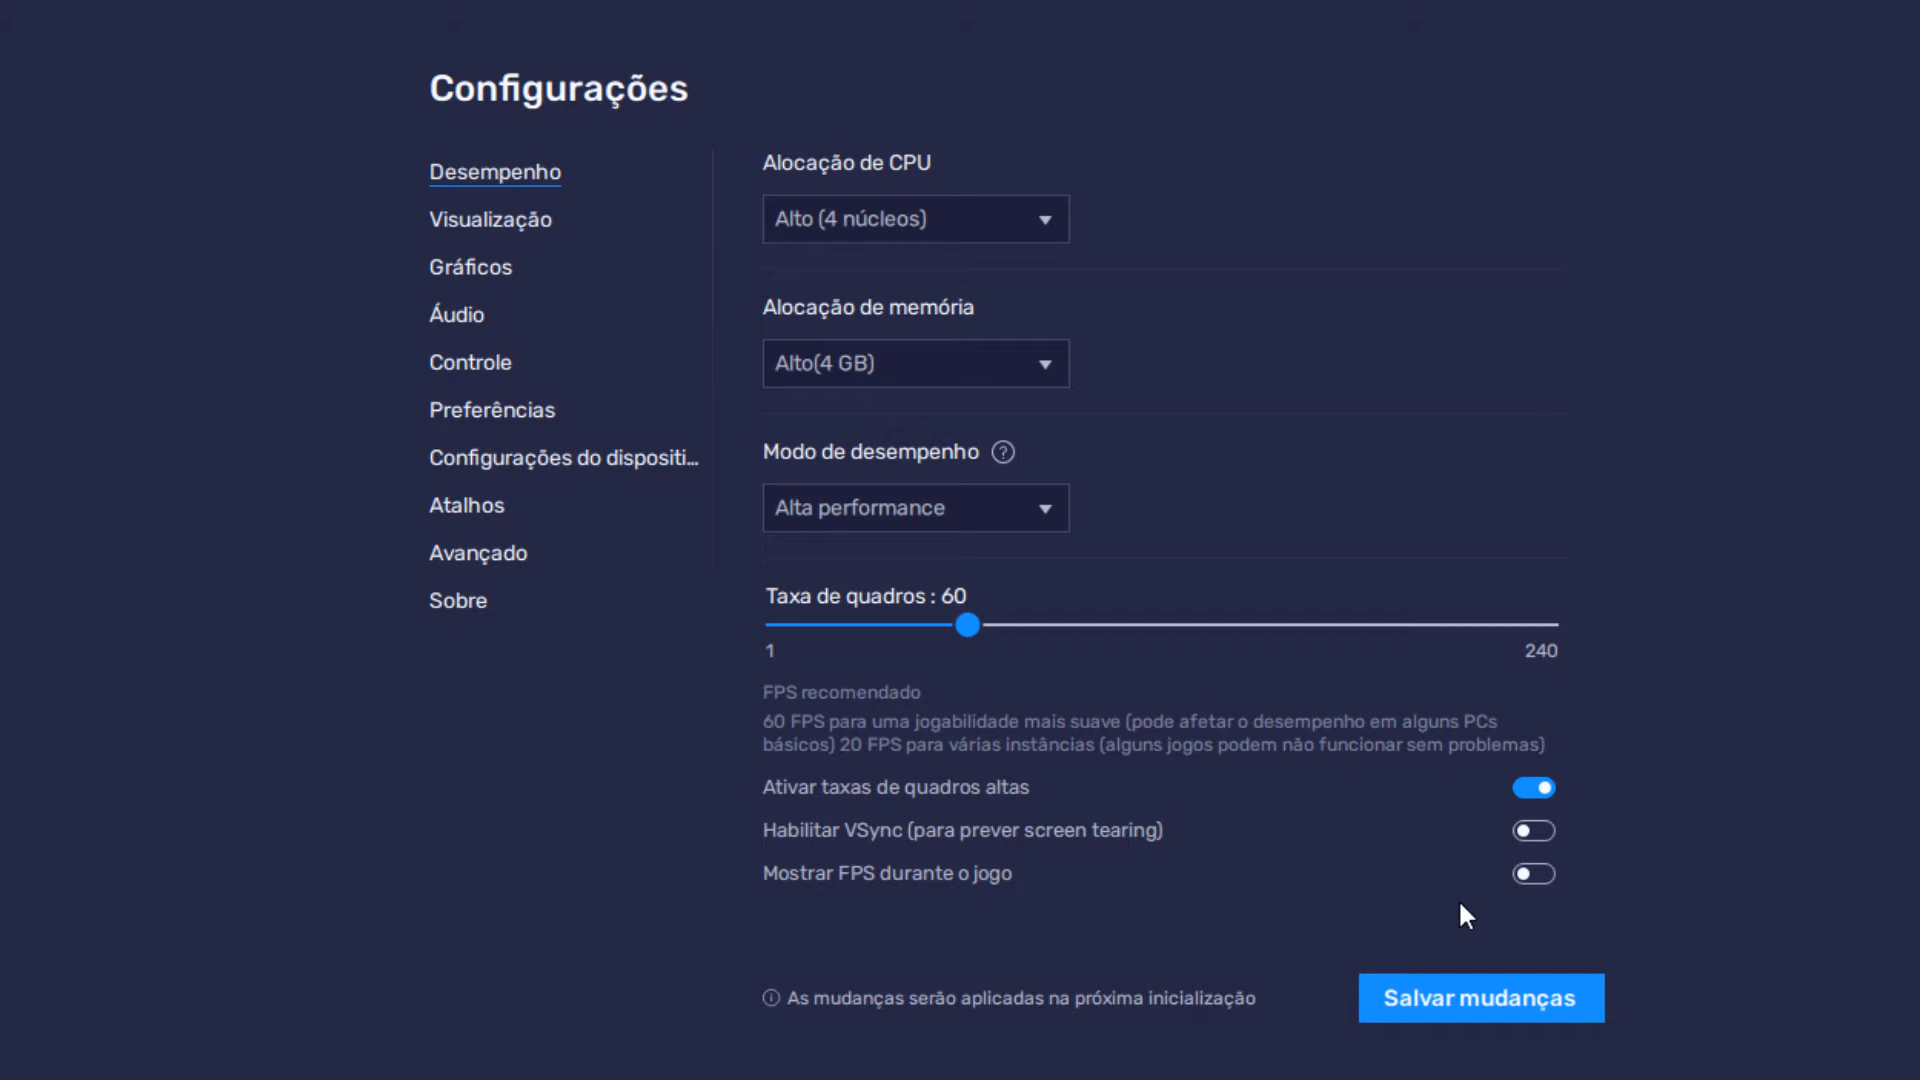 Configurações
Desempenho
Visualização
Gráficos
Áudio
Controle
Preferências
Configurações do dispositi...
Atalhos
Avançado
Sobre
Alocação de CPU
Alto (4 núcleos)
Alocação de memória
Alto(4 GB)
Modo de desempenho
Alta performance
Taxa de quadros : 60
1 240
FPS recomendado
60 FPS para uma jogabilidade mais suave (pode afetar o desempenho em alguns PCs
básicos) 20 FPS para várias instâncias (alguns jogos podem não funcionar sem problemas)
Ativar taxas de quadros altas
Habilitar VSync (para prever screen tearing)
Mostrar FPS durante o jogo
As mudanças serão aplicadas na próxima inicialização
Salvar mudanças